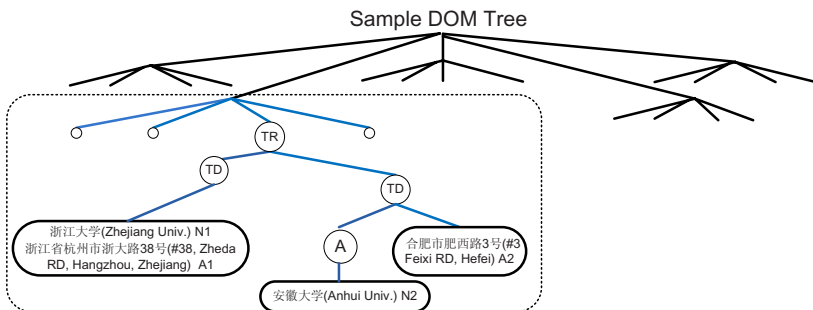 Sample DOM Tree
TR
TD
TD
浙江大学(Zhejiang Univ.) N1
浙江省杭州市浙大路38号(#38, Zheda
RD, Hangzhou, Zhejiang) A1
A
合肥市肥西路3号(#3
Feixi RD, Hefei) A2
安徽大学(Anhui Univ.) N2